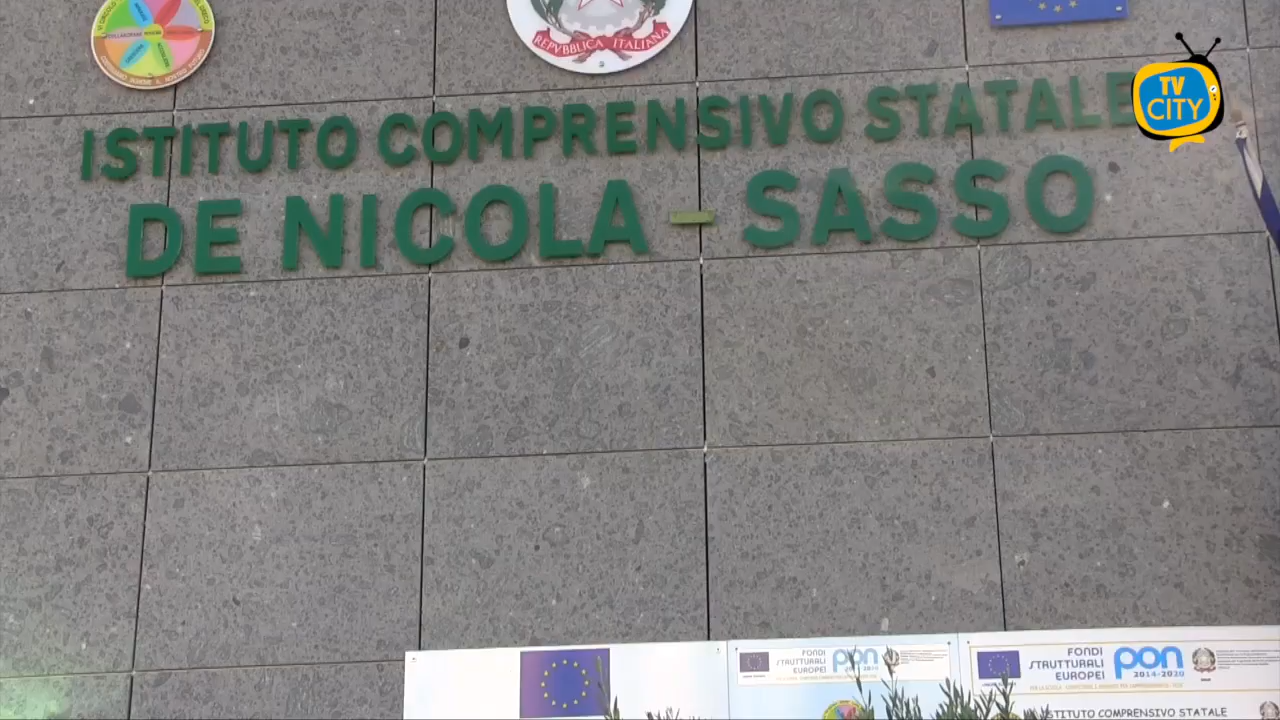 REPVBBLICA ITALIANA
TV
CITY
ISTITUTO COMPRENSIVO STATALE
DE NICOLA - SASSO
FONDI
STRUTTURALI
EUROPEI
pon
2014-2020
FONDI
STRUTTURALI
EUROPEI
pon
2014-2020
ISTITUTO COMPRENSIVO STATALE